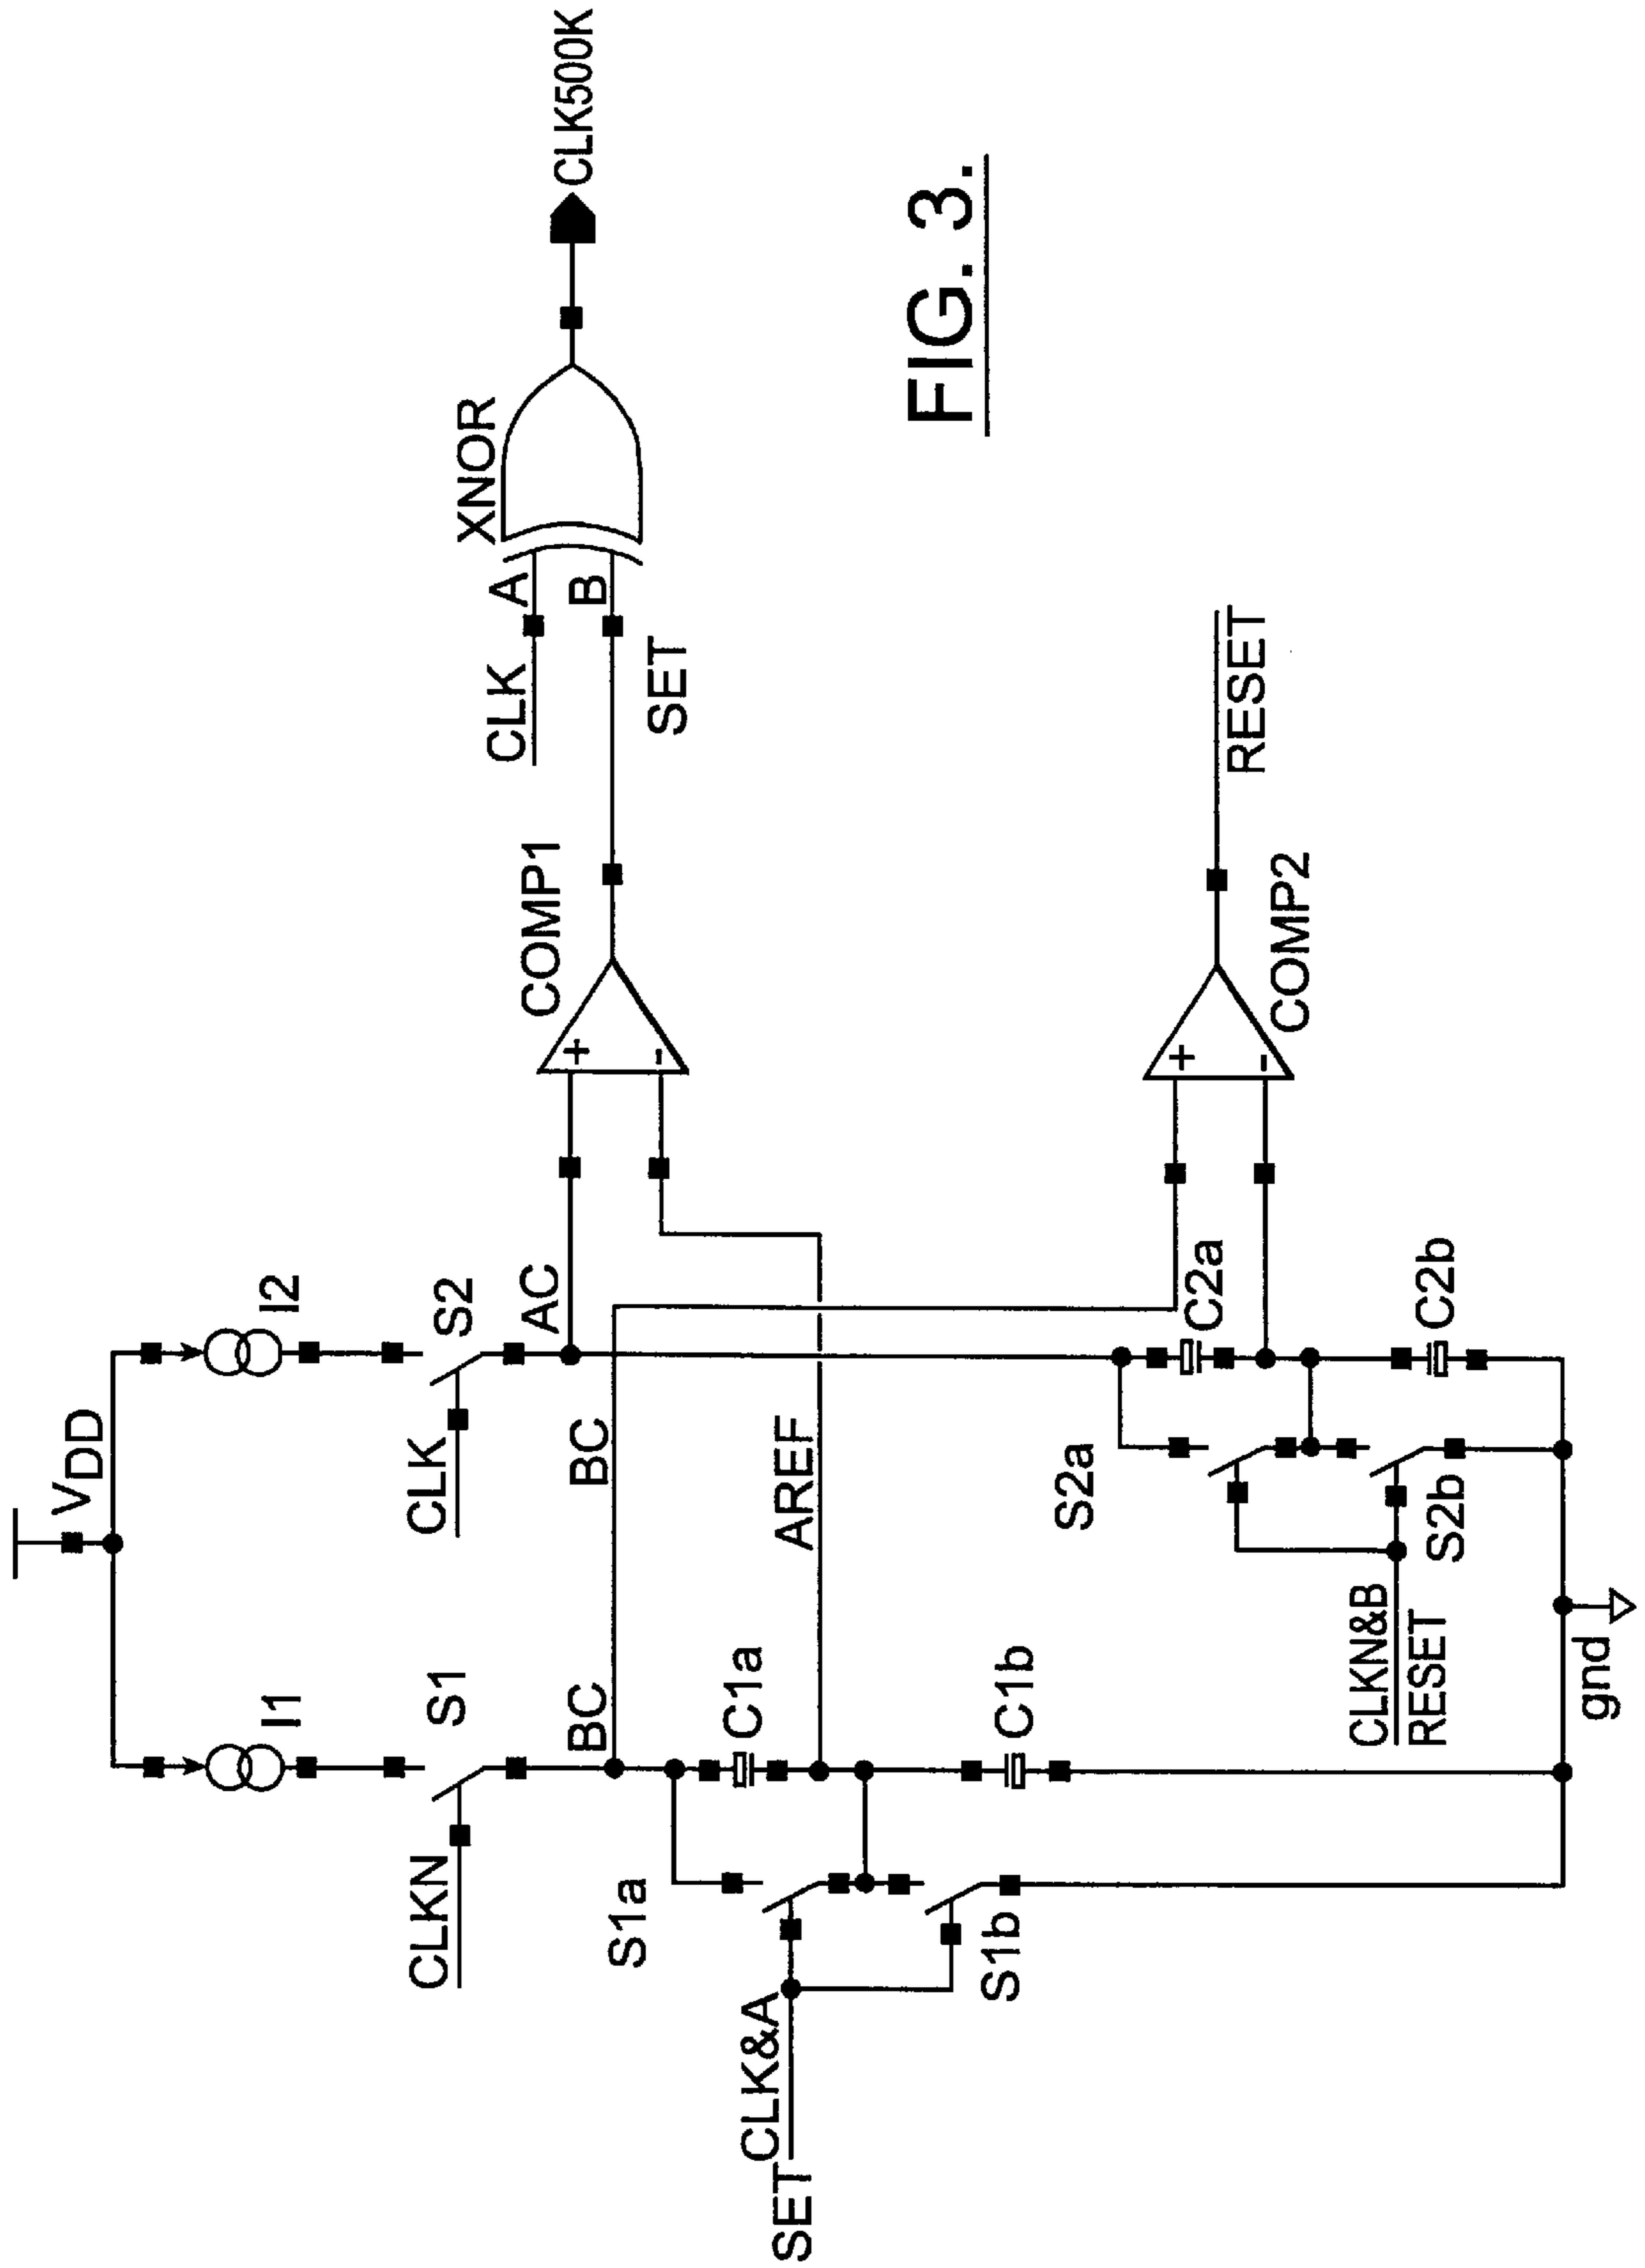 VDD
I1
I2
CLKN
S1
CLK
S2
BC
BC
AC
COMP1
+
-
CLK
A
B
SET
XNOR
CLK500K
S1a
C1a
AREF
CLK&A
SET
S1b
C1b
S2a
C2a
CLKN&B
RESET
S2b
C2b
+
-
COMP2
RESET
gnd
FIG. 3.